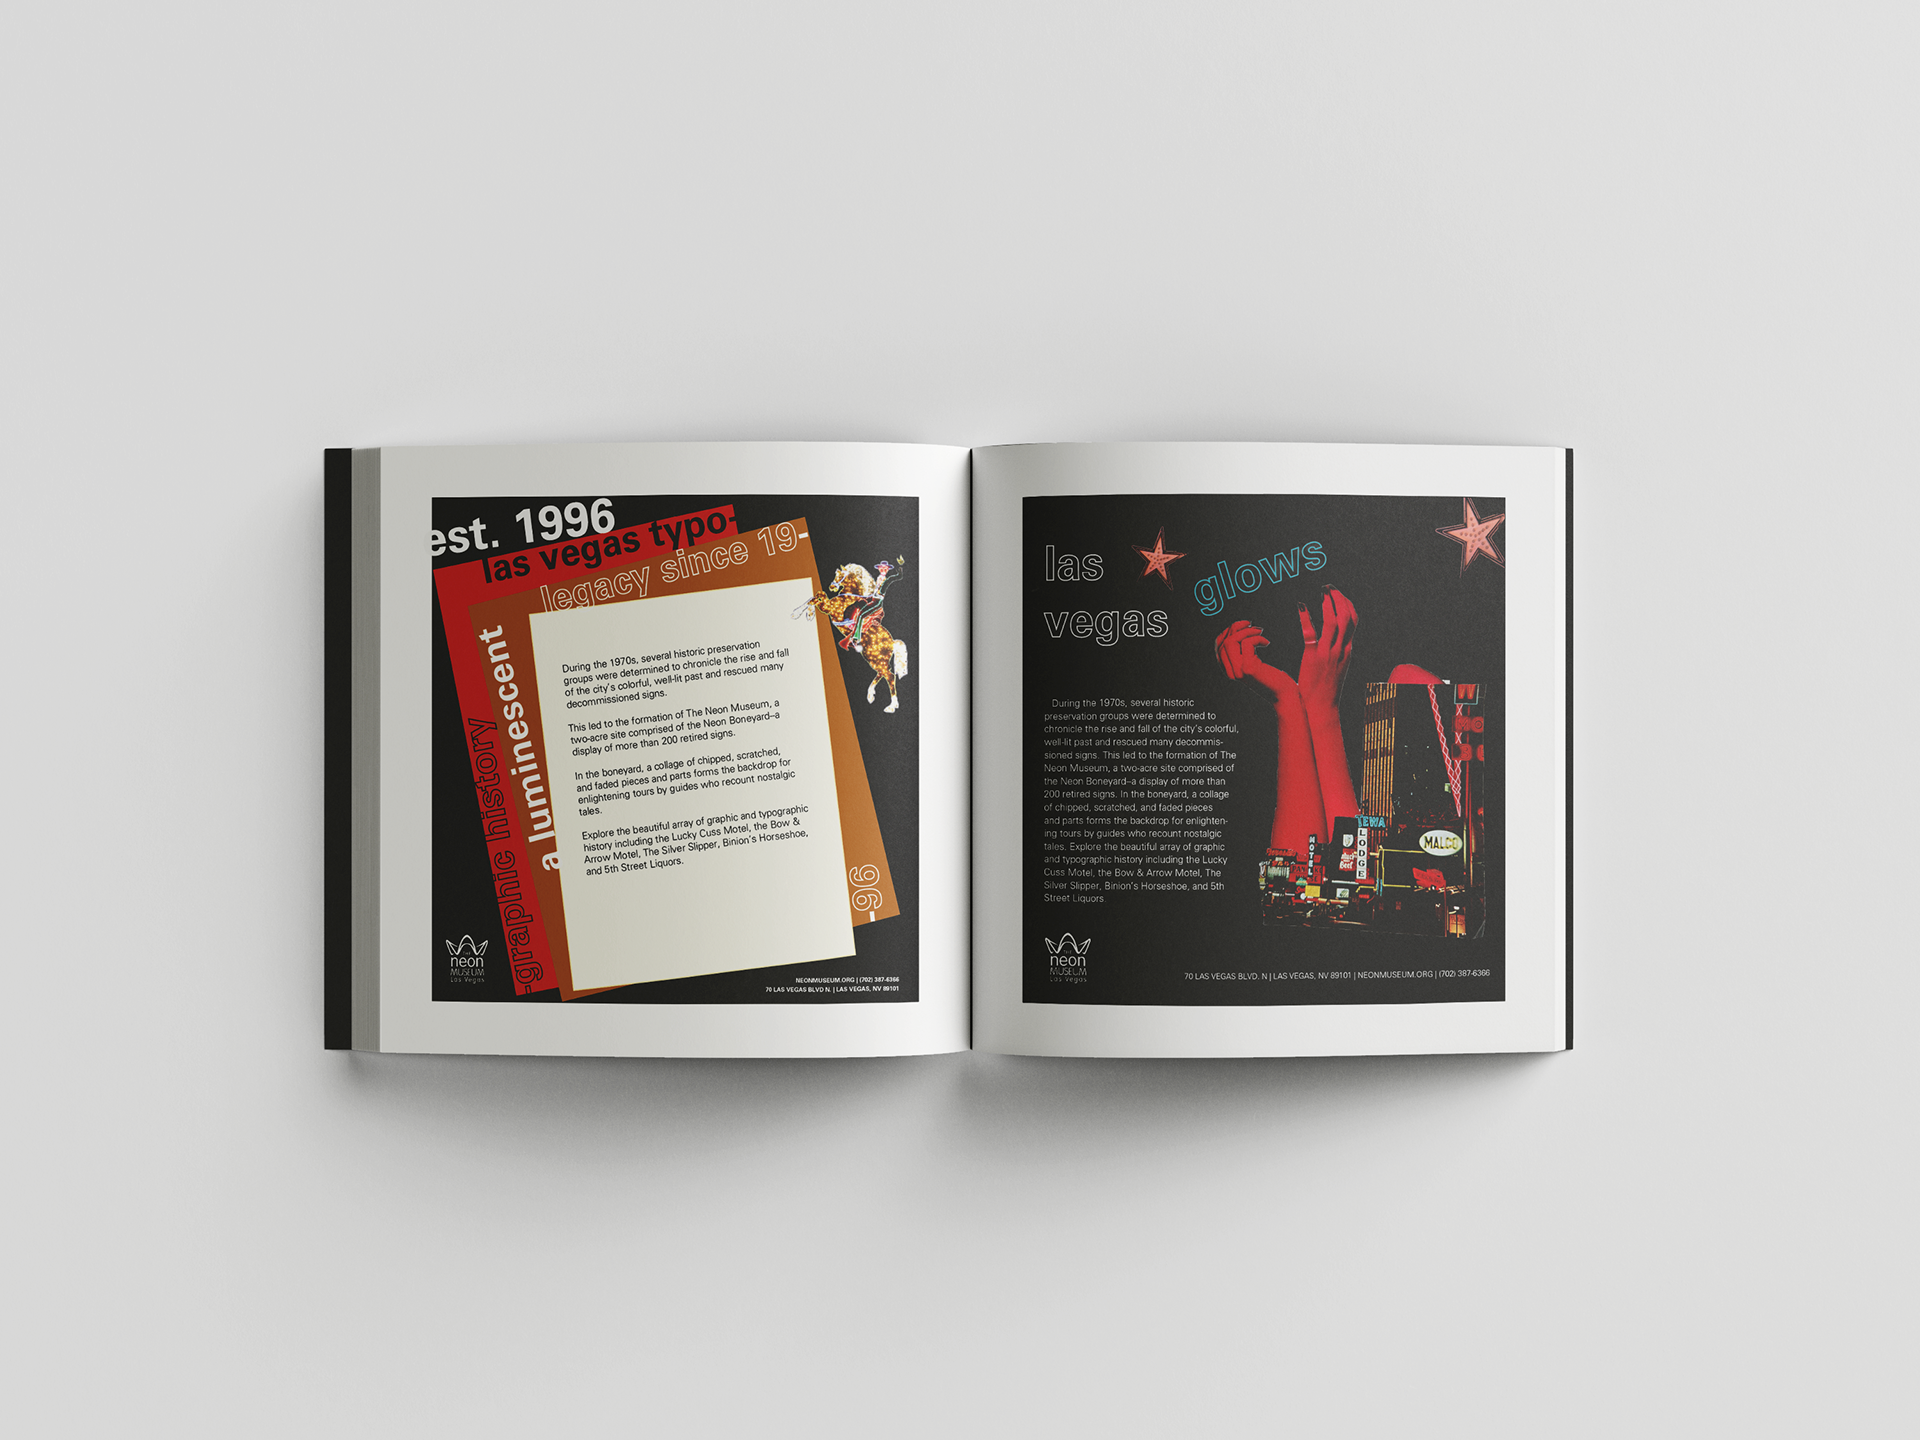 est. 1996
las vegas typo-
-graphic history
legacy since 19-
-96
a luminescent
During the 1970s, several historic preservation
groups were determined to chronicle the rise and fall
of the city's colorful, well-lit past and rescued many
decommissioned signs.
This led to the formation of The Neon Museum, a
two-acre site comprised of the Neon Boneyard–a
display of more than 200 retired signs.
In the boneyard, a collage of chipped, scratched,
and faded pieces and parts forms the backdrop for
enlightening tours by guides who recount nostalgic
tales.
Explore the beautiful array of graphic and typographic
history including the Lucky Cuss Motel, the Bow &
Arrow Motel, The Silver Slipper, Binion's Horseshoe,
and 5th Street Liquors.
neon
MUSEUM
Las Vegas
NEONMUSEUM.ORG | (702) 387-6366
70 LAS VEGAS BLVD N. | LAS VEGAS, NV 89101
las
vegas
glows
During the 1970s, several historic
preservation groups were determined to
chronicle the rise and fall of the city's colorful,
well-lit past and rescued many decommis-
sioned signs. This led to the formation of The
Neon Museum, a two-acre site comprised of
the Neon Boneyard–a display of more than
200 retired signs. In the boneyard, a collage
of chipped, scratched, and faded pieces
and parts forms the backdrop for enlighten-
ing tours by guides who recount nostalgic
tales. Explore the beautiful array of graphic
and typographic history including the Lucky
Cuss Motel, the Bow & Arrow Motel, The
Silver Slipper, Binion's Horseshoe, and 5th
Street Liquors.
W
TEWA
LODGE
MOTEL
MALCO
neon
MUSEUM
Las Vegas
70 LAS VEGAS BLVD. N | LAS VEGAS, NV 89101 | NEONMUSEUM.ORG | (702) 387-6366